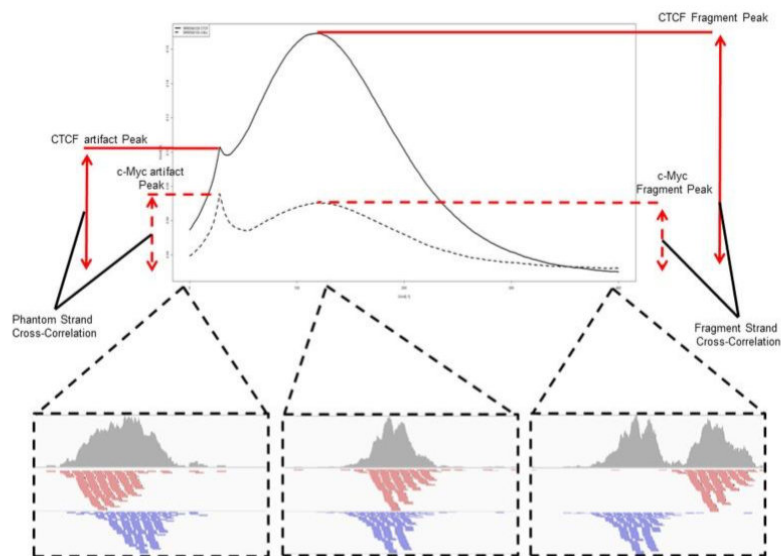 CTCF Fragment Peak
CTCF artifact Peak
c-Myc artifact
Peak
c-Myc
Fragment Peak
Phantom Strand
Cross-Correlation
Fragment Strand
Cross-Correlation